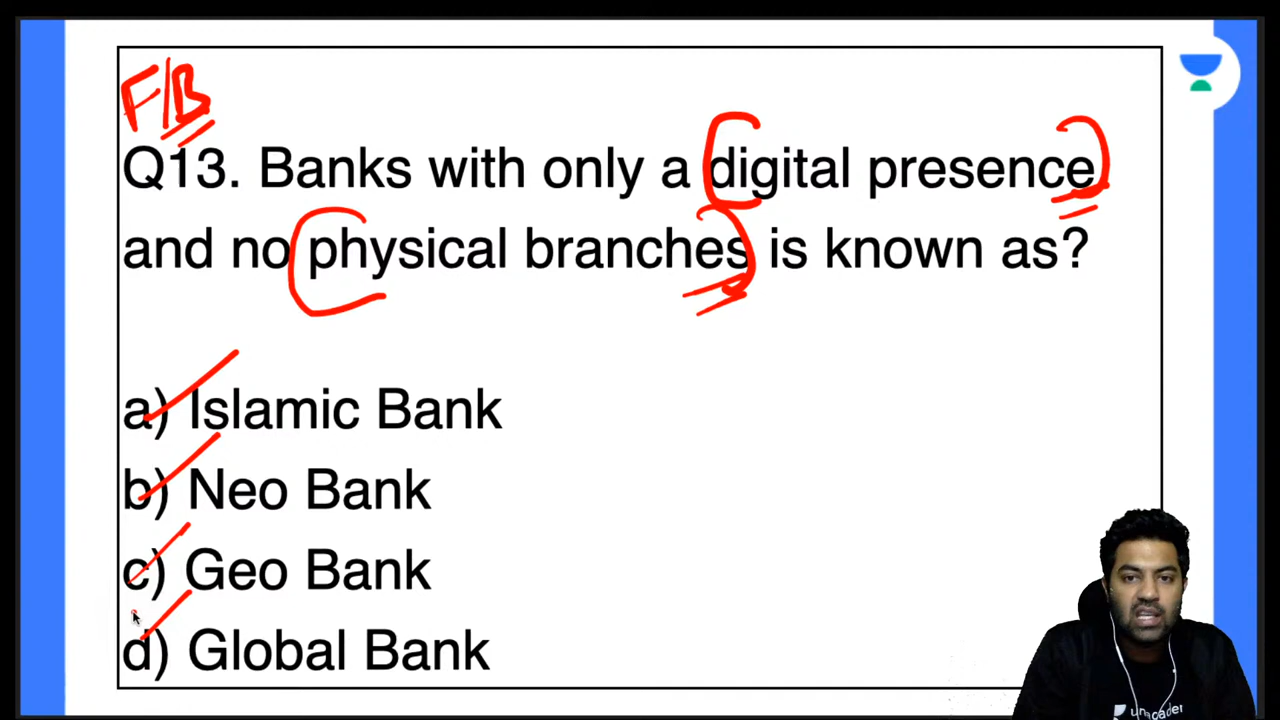 F/B
Q13. Banks with only a digital presence
and no physical branches is known as?
a) Islamic Bank
b) Neo Bank
c) Geo Bank
d) Global Bank